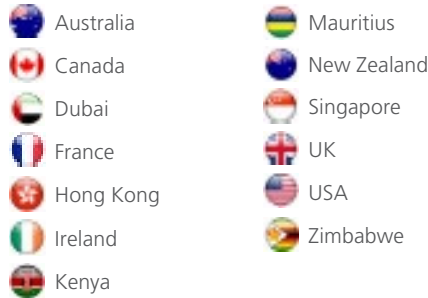 Australia
Canada
Dubai
France
Hong Kong
Ireland
Kenya
Mauritius
New Zealand
Singapore
UK
USA
Zimbabwe